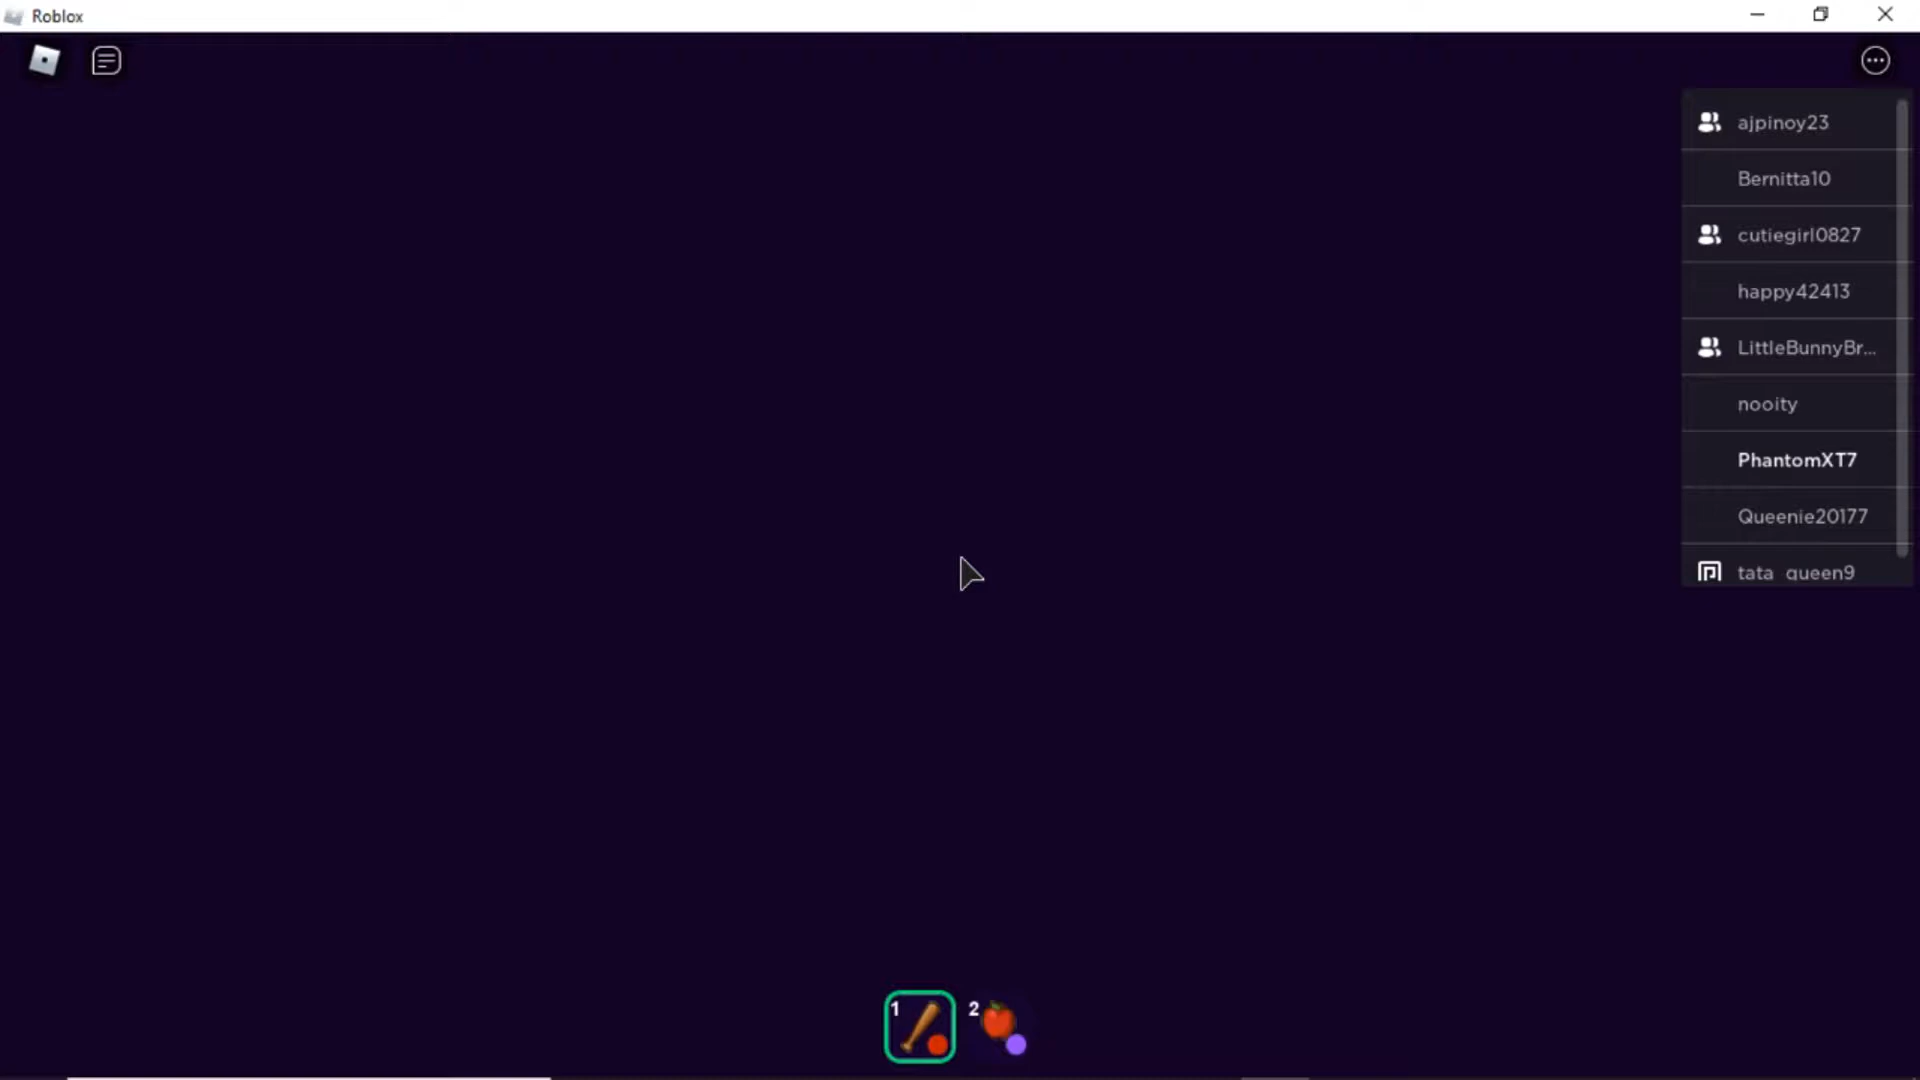 Roblox
ajpinoy23
Bernitta10
cutiegirl0827
happy42413
LittleBunnyBr...
nooity
PhantomXT7
Queenie20177
tata_queen9
1
2